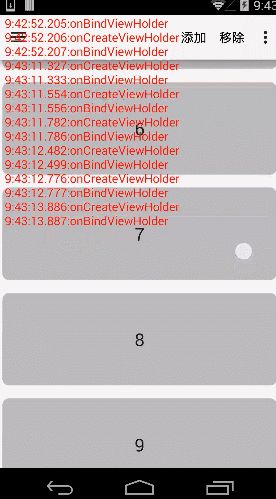 9:43
9:42:52.205:onBindViewHolder
9:42:52.206:onCreateViewHolder
添加 移除
9:42:52.207:onBindViewHolder
9:43:11.327:onCreateViewHolder
9:43:11.333:onBindViewHolder
9:43:11.554:onCreateViewHolder
9:43:11.556:onBindViewHolder
9:43:11.782:onCreateViewHolder
6
9:43:11.786:onBindViewHolder
9:43:12.482:onCreateViewHolder
9:43:12.499:onBindViewHolder
9:43:12.776:onCreateViewHolder
9:43:12.777:onBindViewHolder
9:43:13.886:onCreateViewHolder
9:43:13.887:onBindViewHolder
7
8
9